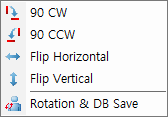 90 CW
90 CCW
Flip Horizontal
Flip Vertical
Rotation & DB Save